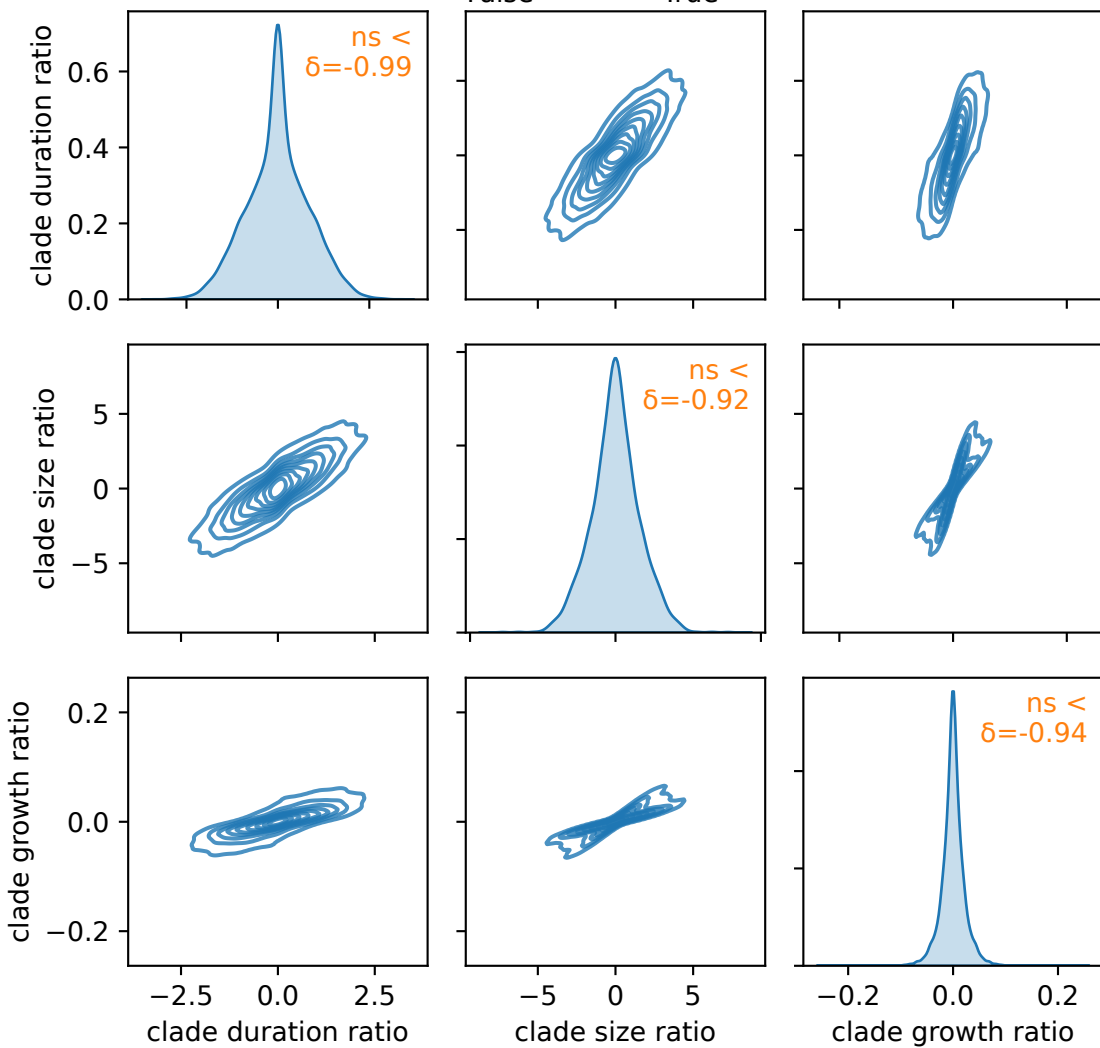 clade duration ratio
0.6
0.4
0.2
0.0
ns <
δ=-0.99
clade size ratio
5
0
−5
ns <
δ=-0.92
clade growth ratio
0.2
0.0
−0.2
ns <
δ=-0.94
−2.5 0.0 2.5
−5 0 5
−0.2 0.0 0.2
clade duration ratio
clade size ratio
clade growth ratio